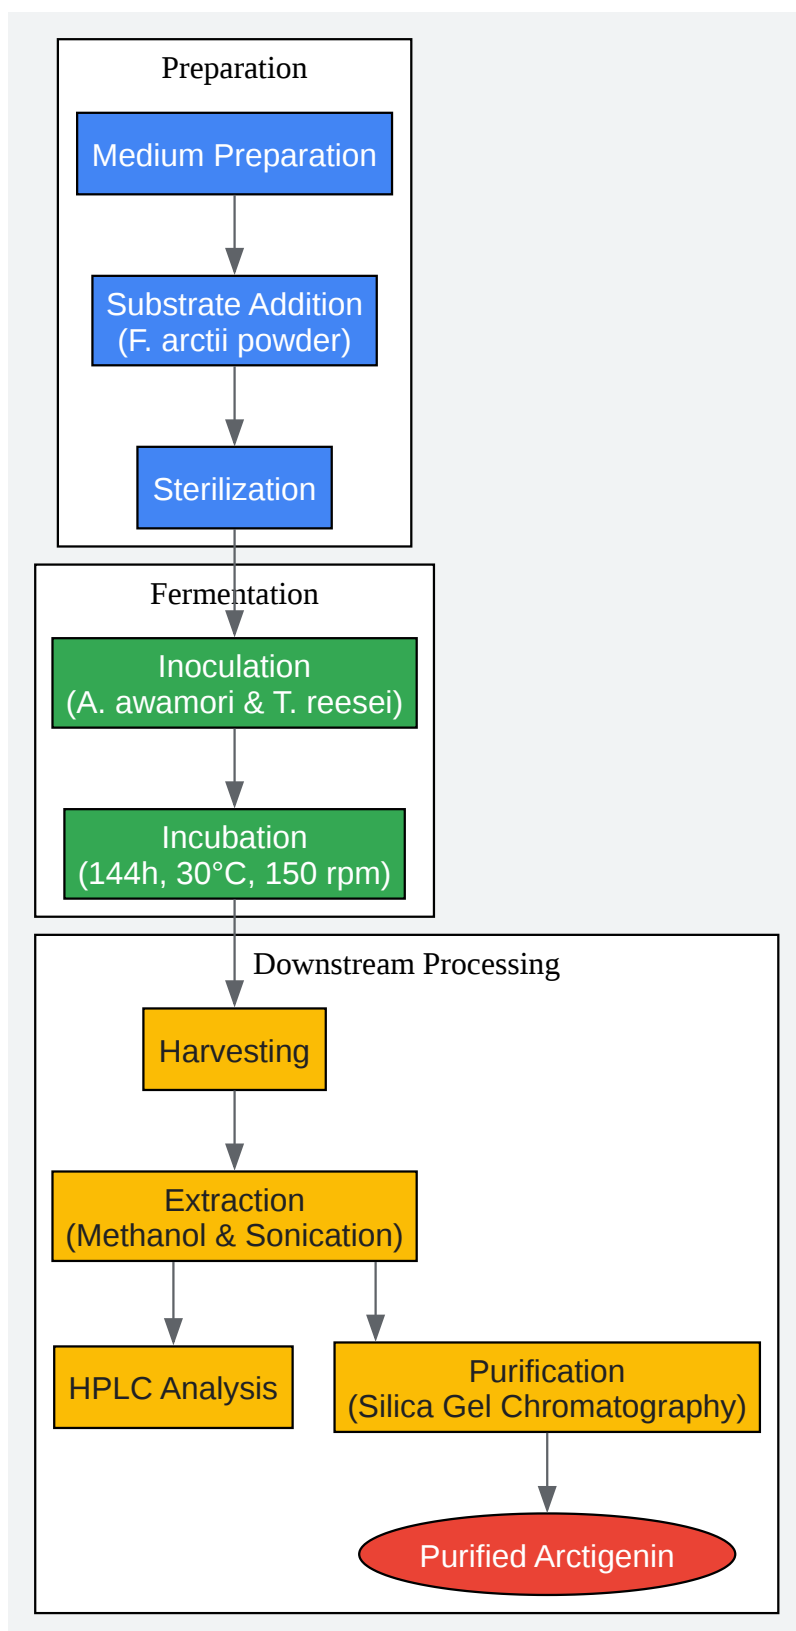 Preparation
Medium Preparation
Substrate Addition
(F. arctii powder)
Sterilization
Fermentation
Inoculation
(A. awamori & T. reesei)
Incubation
(144h, 30°C, 150 rpm)
Downstream Processing
Harvesting
Extraction
(Methanol & Sonication)
HPLC Analysis
Purification
(Silica Gel Chromatography)
Purified Arctigenin